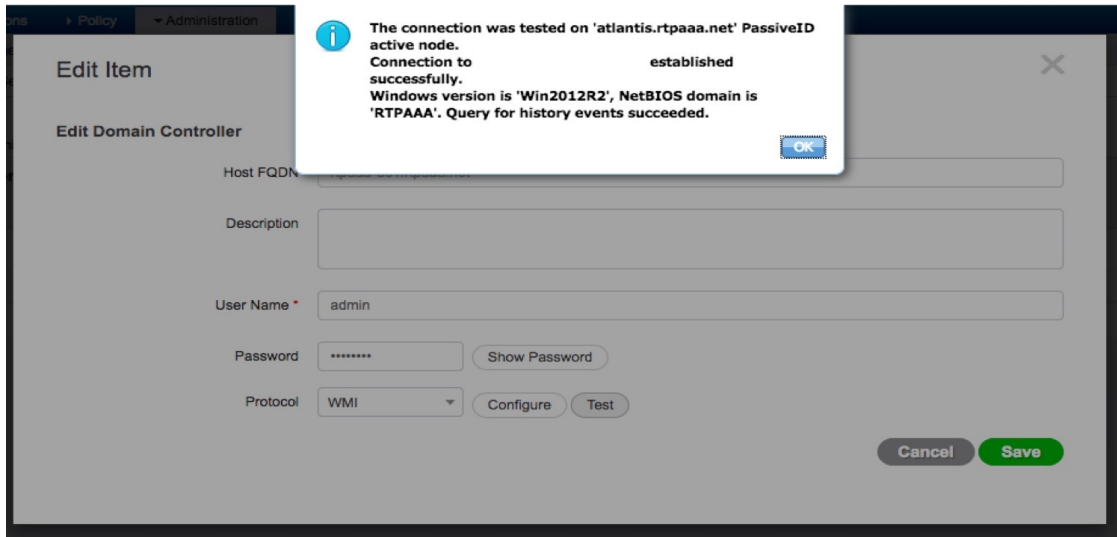 ons Policy Administration
The connection was tested on 'atlantis.rtpaaa.net' PassiveID
active node.
Connection to established
successfully.
Windows version is 'Win2012R2', NetBIOS domain is
'RTPAAA'. Query for history events succeeded.
OK
Edit Item
Edit Domain Controller
Host FQDN
Description
User Name *
admin
Password
********
Show Password
Protocol
WMI
Configure
Test
Cancel
Save